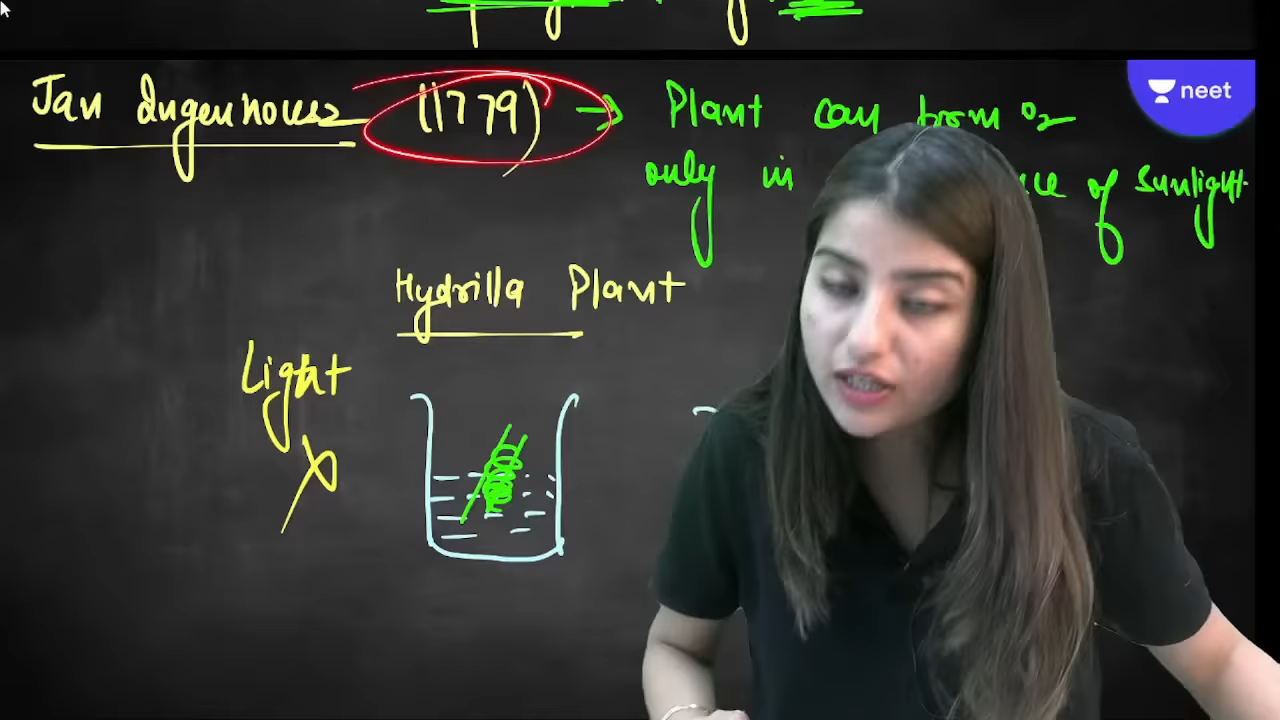 Jan Ingenhousz (1779) → Plant can form O2
only in of sunlight.
neet
Hydrilla Plant
Light